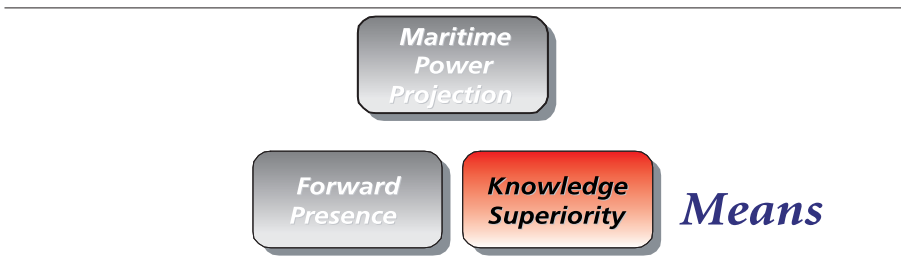 Maritime
Power
Projection
Forward
Presence
Knowledge
Superiority
Means